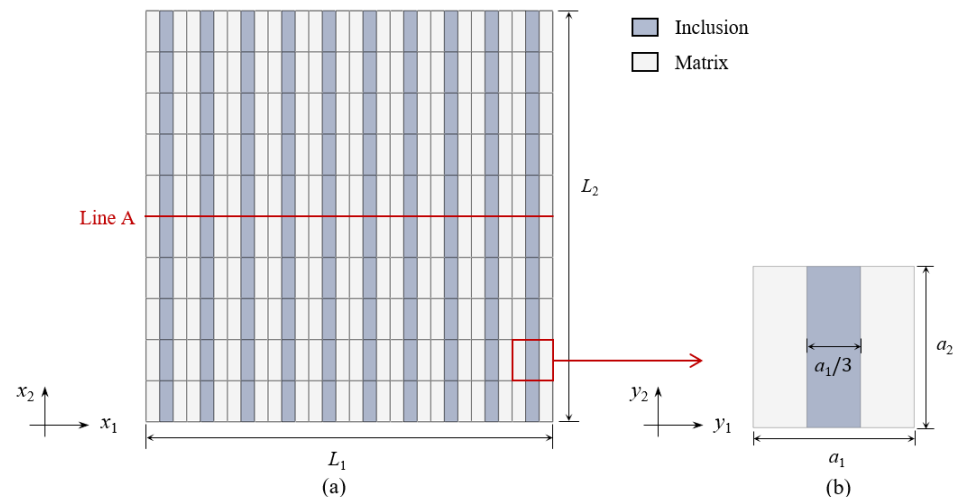 Inclusion
Matrix
L₂
Line A
a₁/3
a₂
x₂
x₁
y₂
y₁
L₁
a₁
(a)
(b)